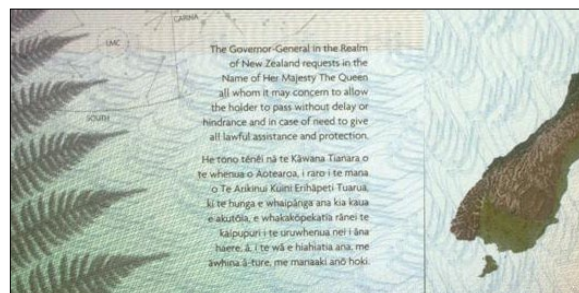 CARINA
LMC
SOUTH
The Governor-General in the Realm
of New Zealand requests in the
Name of Her Majesty The Queen
all whom it may concern to allow
the holder to pass without delay or
hindrance and in case of need to give
all lawful assistance and protection.
He tono tēnēi nā te Kāwana Tianara o
te whenua o Aotearoa, i raro i te mana
o Te Arikinui Kuini Erihāpeti Tuarua,
ki te hunga e whaipānga ana kia kaua
e akutōia, e whakakōpekatia rānei te
kaipupuri i te uruwhenua nei i āna
haere, ā, i te wā e hiahiatia ana, me
āwhina ā-ture, me manaaki anō hoki.